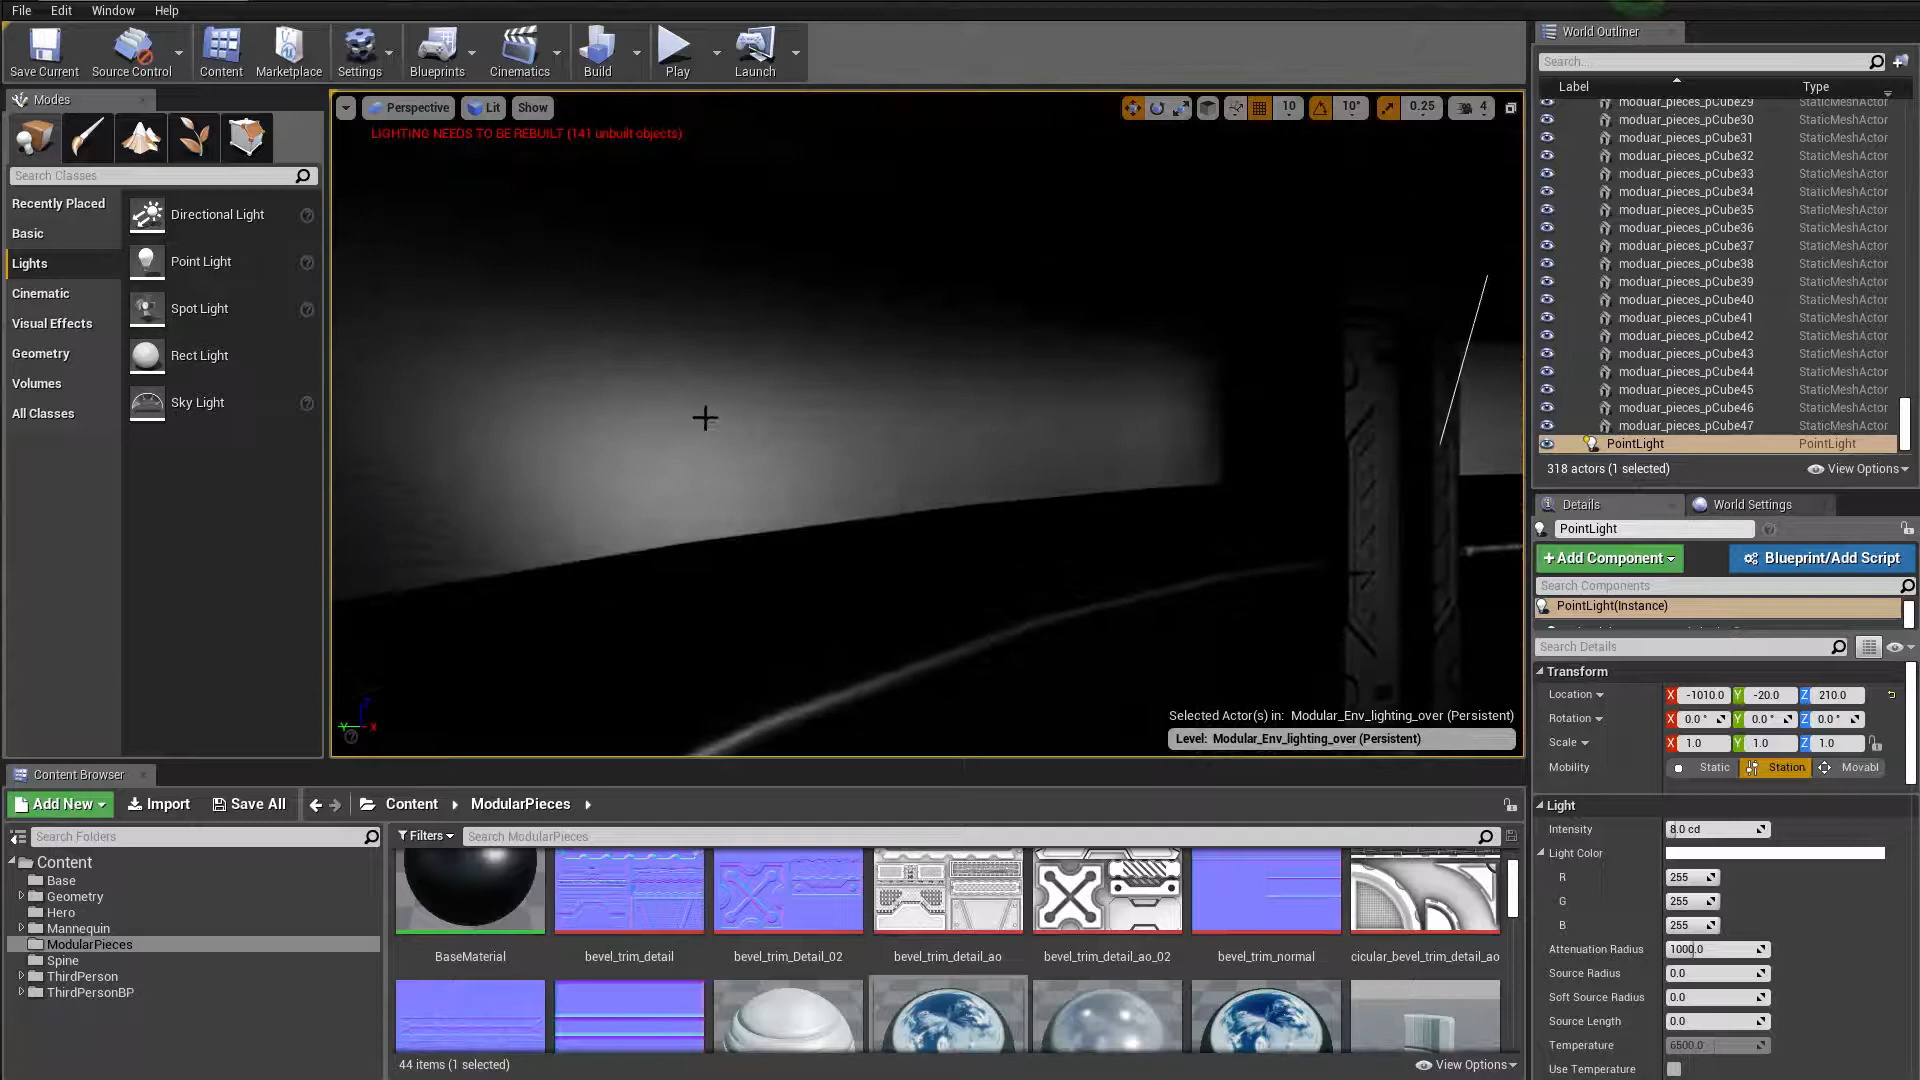 File Edit Window Help
Save Current Source Control Content Marketplace Settings Blueprints Cinematics Build Play Launch
Modes
Search Classes
Recently Placed
Basic
Lights
Cinematic
Visual Effects
Geometry
Volumes
All Classes
Directional Light
Point Light
Spot Light
Rect Light
Sky Light
Perspective Lit Show
10 10° 0.25 4
LIGHTING NEEDS TO BE REBUILT (141 unbuilt objects)
Selected Actor(s) in: Modular_Env_lighting_over (Persistent)
Level: Modular_Env_lighting_over (Persistent)
World Outliner
Search...
Label Type
moduar_pieces_pCube29 StaticMeshActor
moduar_pieces_pCube30 StaticMeshActor
moduar_pieces_pCube31 StaticMeshActor
moduar_pieces_pCube32 StaticMeshActor
moduar_pieces_pCube33 StaticMeshActor
moduar_pieces_pCube34 StaticMeshActor
moduar_pieces_pCube35 StaticMeshActor
moduar_pieces_pCube36 StaticMeshActor
moduar_pieces_pCube37 StaticMeshActor
moduar_pieces_pCube38 StaticMeshActor
moduar_pieces_pCube39 StaticMeshActor
moduar_pieces_pCube40 StaticMeshActor
moduar_pieces_pCube41 StaticMeshActor
moduar_pieces_pCube42 StaticMeshActor
moduar_pieces_pCube43 StaticMeshActor
moduar_pieces_pCube44 StaticMeshActor
moduar_pieces_pCube45 StaticMeshActor
moduar_pieces_pCube46 StaticMeshActor
moduar_pieces_pCube47 StaticMeshActor
PointLight PointLight
318 actors (1 selected) View Options
Details World Settings
PointLight
+Add Component Blueprint/Add Script
Search Components
PointLight(Instance)
Search Details
Transform
Location X -1010.0 Y -20.0 Z 210.0
Rotation X 0.0° Y 0.0° Z 0.0°
Scale X 1.0 Y 1.0 Z 1.0
Mobility Static Station Movabl
Light
Intensity 8.0 cd
Light Color
R 255
G 255
B 255
Attenuation Radius 1000.0
Source Radius 0.0
Soft Source Radius 0.0
Source Length 0.0
Temperature 6500.0
Use Temperature
Content Browser
Add New Import Save All Content ModularPieces
Search Folders
Filters Search ModularPieces
Content
Base
Geometry
Hero
Mannequin
ModularPieces
Spine
ThirdPerson
ThirdPersonBP
BaseMaterial bevel_trim_detail bevel_trim_Detail_02 bevel_trim_detail_ao bevel_trim_detail_ao_02 bevel_trim_normal cicular_bevel_trim_detail_ao
44 items (1 selected) View Options